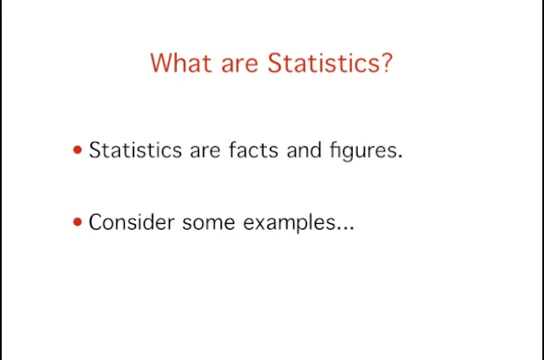 What are Statistics?
• Statistics are facts and figures.
• Consider some examples...